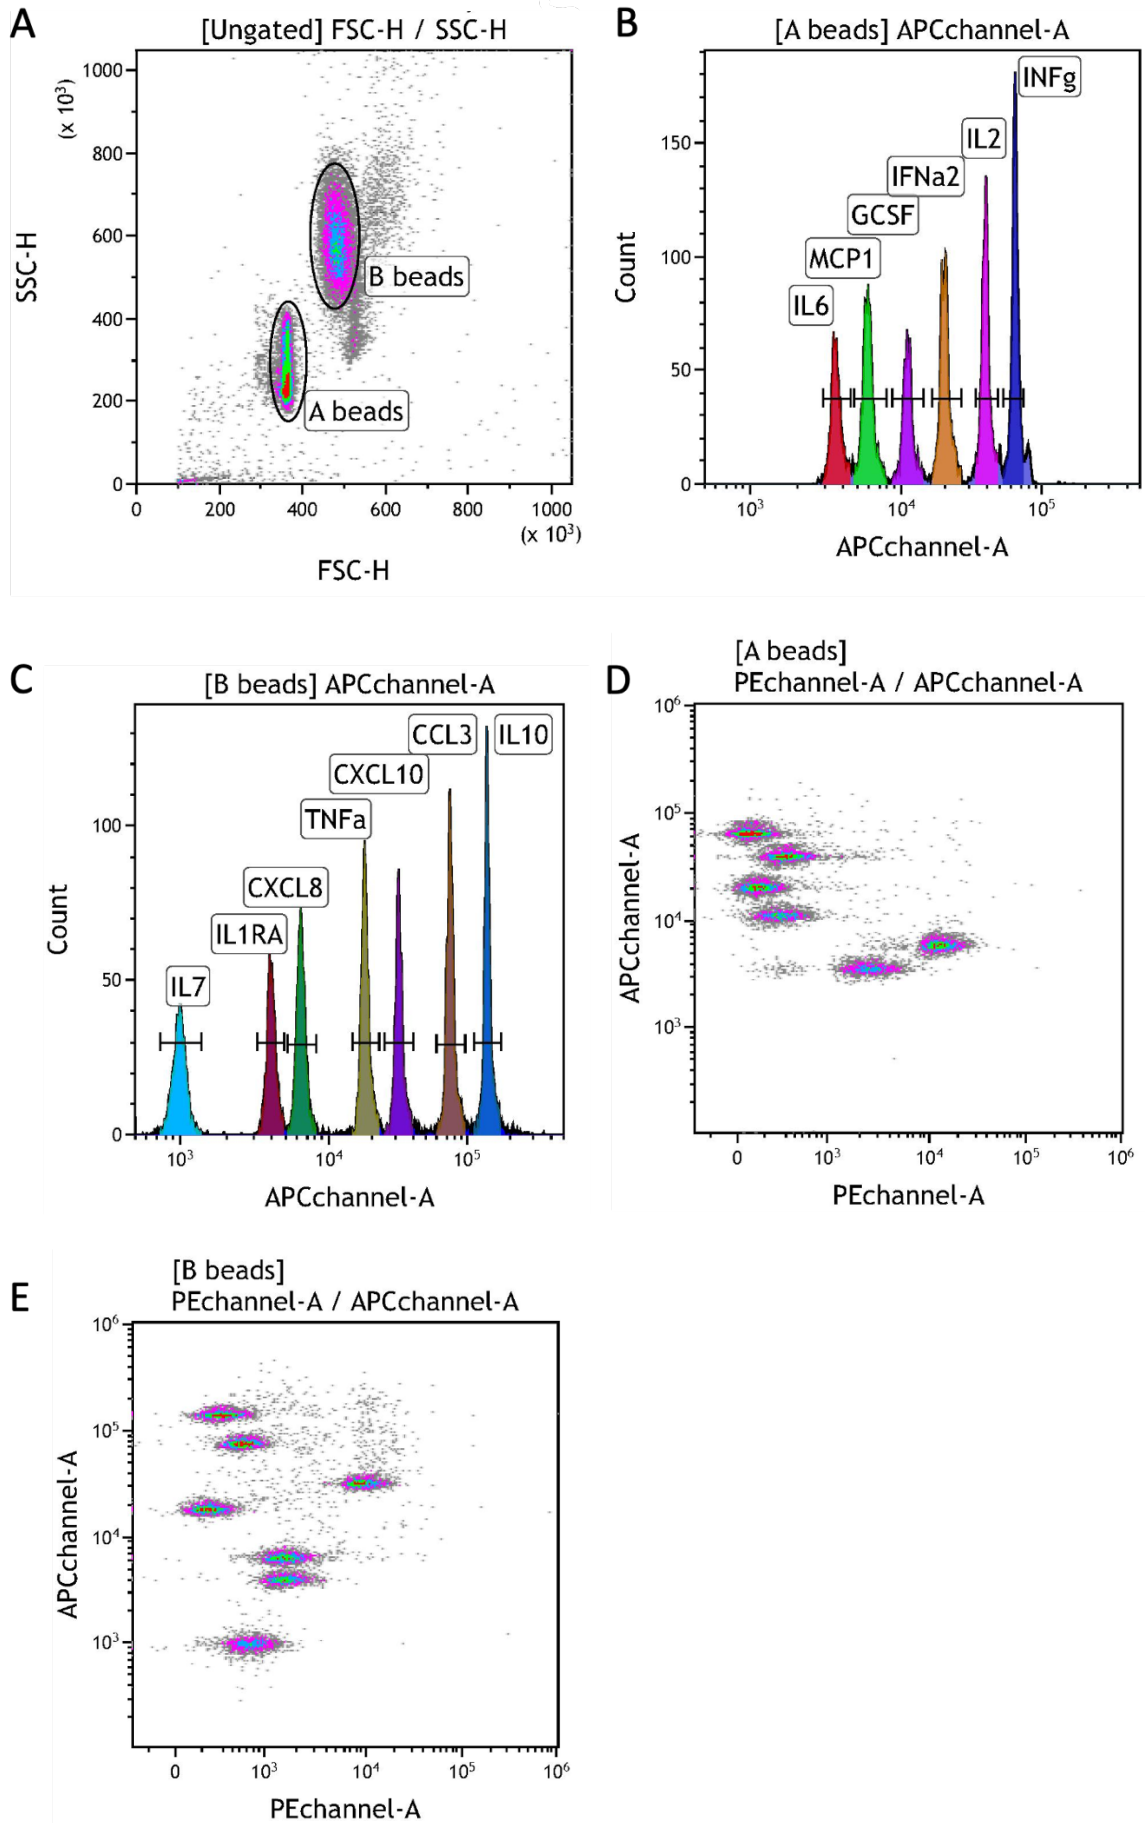 A
[Ungated] FSC-H / SSC-H
(x 10³)
SSC-H
1000
800
600
400
200
0
B beads
A beads
0 200 400 600 800 1000
(x 10³)
FSC-H
B
[A beads] APCchannel-A
Count
150
100
50
0
INFg
IL2
IFNa2
GCSF
MCP1
IL6
10³ 10⁴ 10⁵
APCchannel-A
C
[B beads] APCchannel-A
Count
100
50
0
CCL3 IL10
CXCL10
TNFa
CXCL8
IL1RA
IL7
10³ 10⁴ 10⁵
APCchannel-A
D
[A beads]
PEchannel-A / APCchannel-A
APCchannel-A
10⁶
10⁵
10⁴
10³
0 10³ 10⁴ 10⁵ 10⁶
PEchannel-A
E
[B beads]
PEchannel-A / APCchannel-A
APCchannel-A
10⁶
10⁵
10⁴
10³
0 10³ 10⁴ 10⁵ 10⁶
PEchannel-A